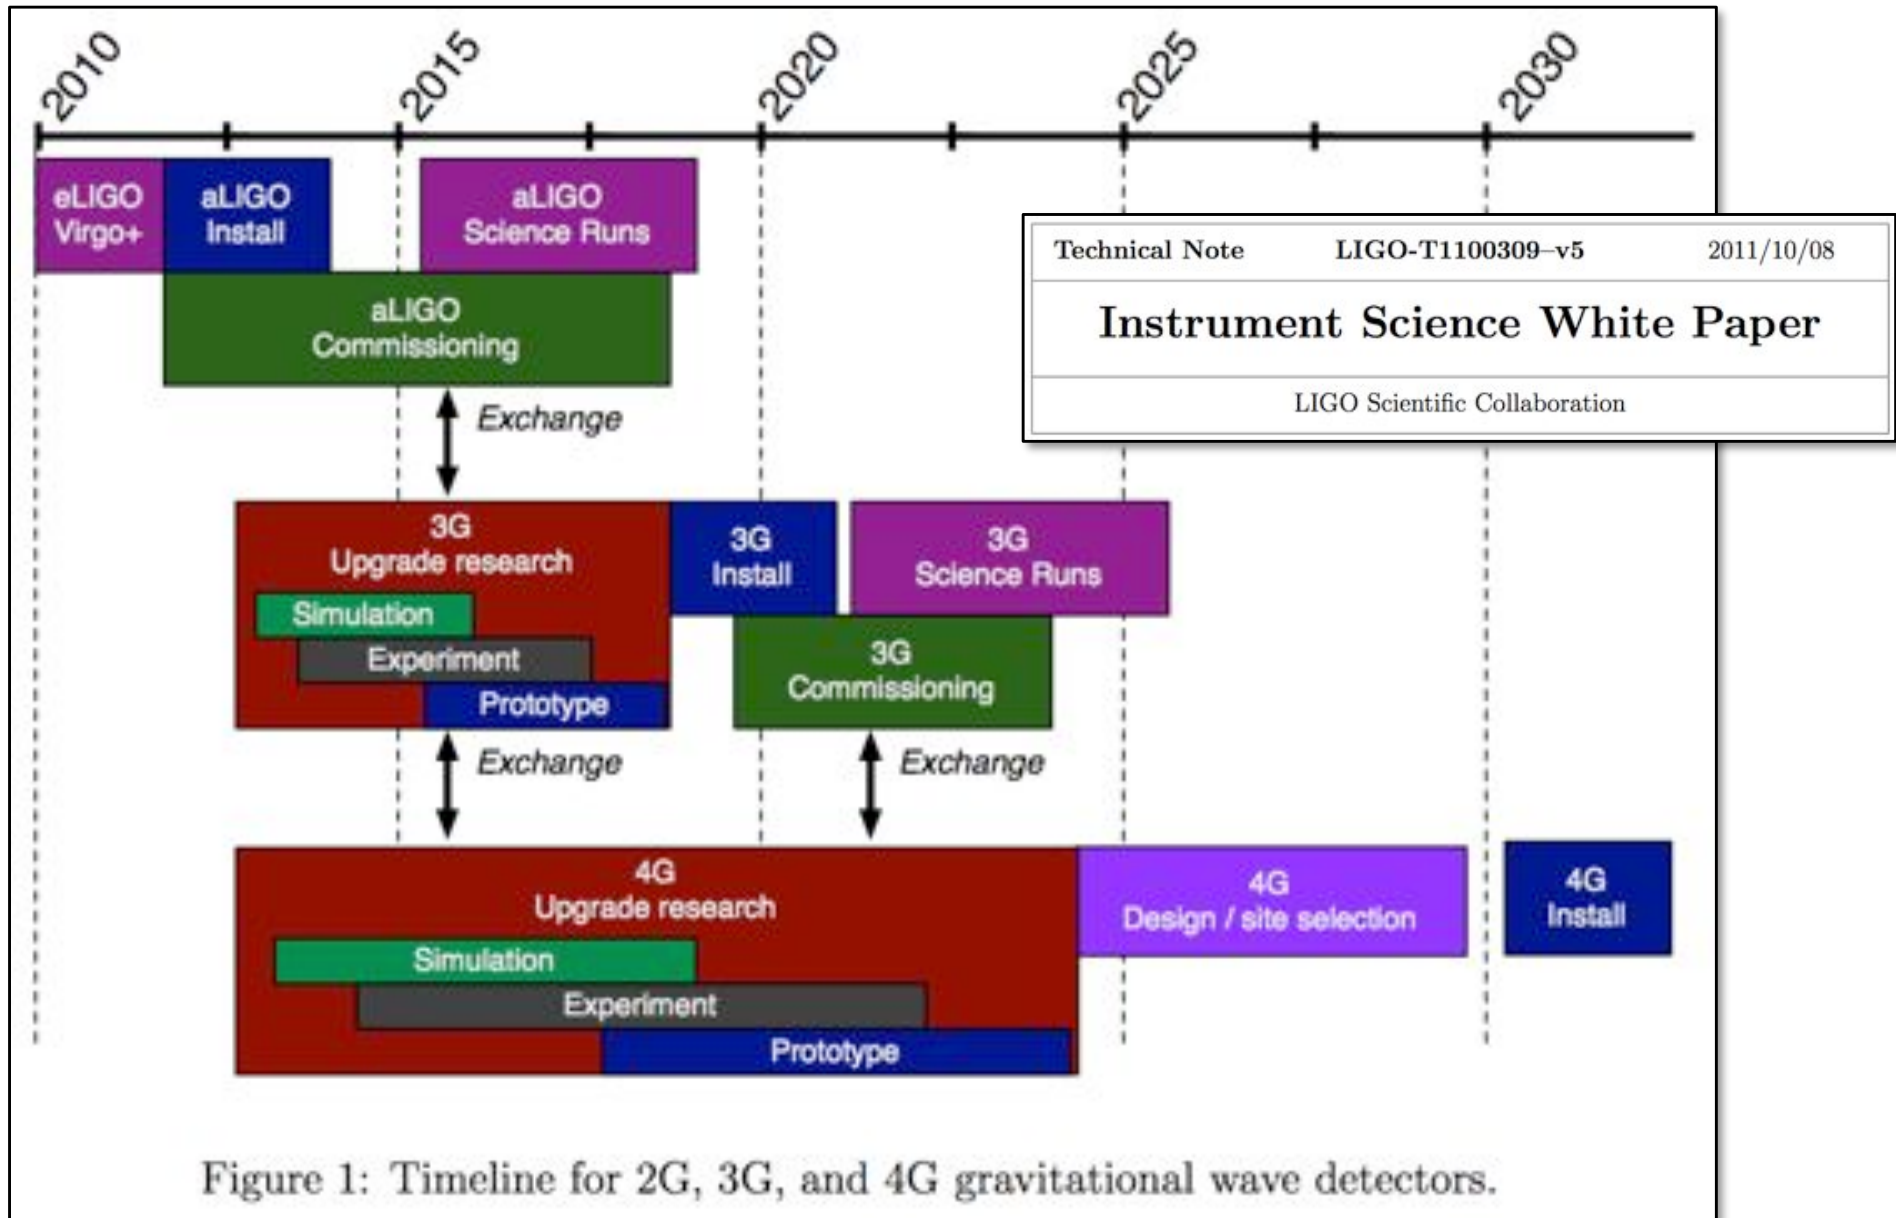 2010
2015
2020
2025
2030
eLIGO
Virgo+
aLIGO
Install
aLIGO
Science Runs
aLIGO
Commissioning
Technical Note LIGO-T1100309–v5 2011/10/08
Instrument Science White Paper
LIGO Scientific Collaboration
Exchange
3G
Upgrade research
Simulation
Experiment
Prototype
3G
Install
3G
Science Runs
3G
Commissioning
Exchange
Exchange
4G
Upgrade research
Simulation
Experiment
Prototype
4G
Design / site selection
4G
Install
Figure 1: Timeline for 2G, 3G, and 4G gravitational wave detectors.